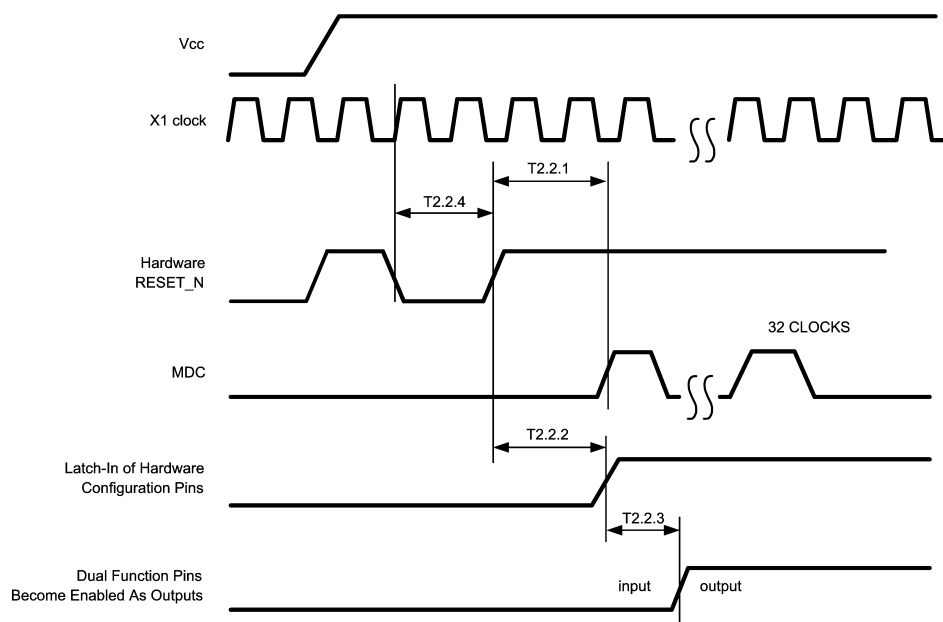 Vcc
X1 clock
T2.2.1
T2.2.4
Hardware
RESET_N
32 CLOCKS
MDC
T2.2.2
Latch-In of Hardware
Configuration Pins
T2.2.3
Dual Function Pins
Become Enabled As Outputs
input
output